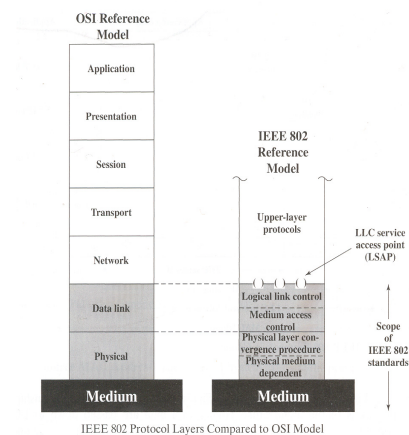 OSI Reference
Model
Application
Presentation
Session
Transport
Network
Data link
Physical
Medium
IEEE 802
Reference
Model
Upper-layer
protocols
LLC service
access point
(LSAP)
Logical link control
Medium access
control
Physical layer con-
vergence procedure
Physical medium
dependent
Medium
Scope
of
IEEE 802
standards
IEEE 802 Protocol Layers Compared to OSI Model